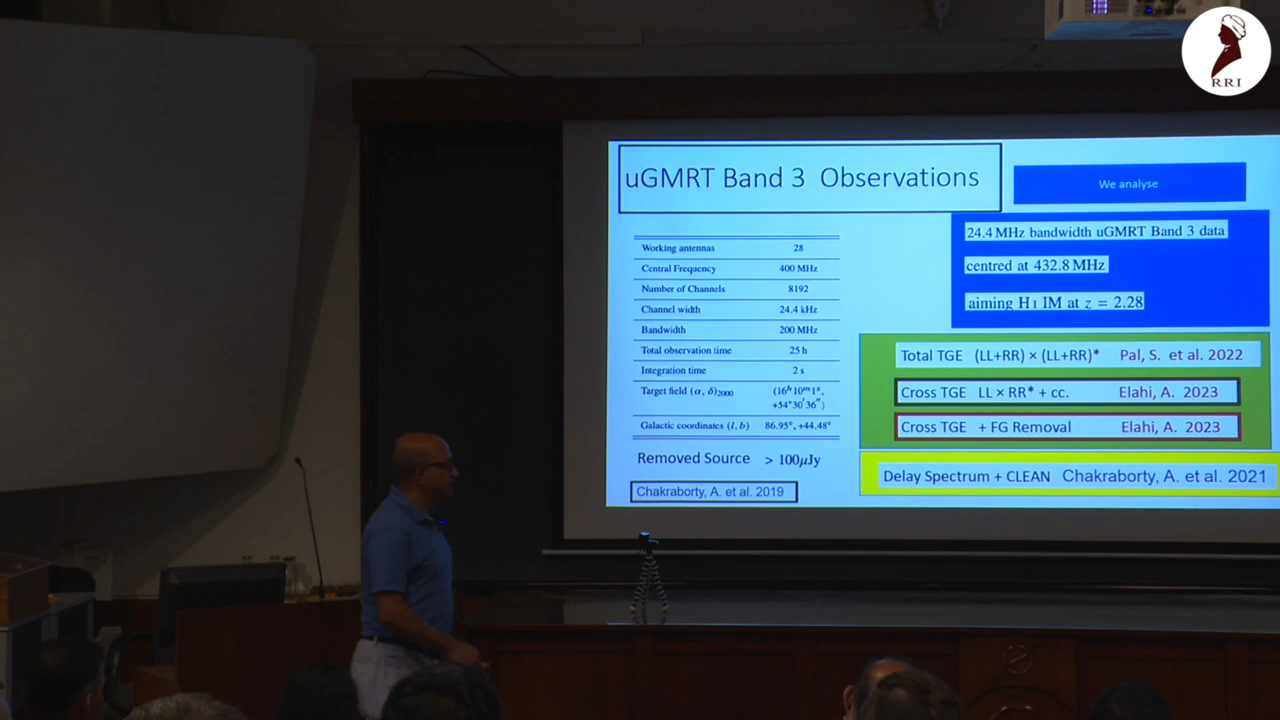 RRI
uGMRT Band 3 Observations
We analyse
Working antennas 28
Central Frequency 400 MHz
Number of Channels 8192
Channel width 24.4 kHz
Bandwidth 200 MHz
Total observation time 25 h
Integration time 2 s
Target field (α, δ)₂₀₀₀ (16ʰ10ᵐ1ˢ,
+54°30′36″)
Galactic coordinates (l, b) 86.95°, +44.48°
Removed Source > 100μJy
Chakraborty, A. et al. 2019
24.4 MHz bandwidth uGMRT Band 3 data
centred at 432.8 MHz
aiming H I IM at z = 2.28
Total TGE (LL+RR) × (LL+RR)* Pal, S. et al. 2022
Cross TGE LL × RR* + cc. Elahi, A. 2023
Cross TGE + FG Removal Elahi, A. 2023
Delay Spectrum + CLEAN Chakraborty, A. et al. 2021